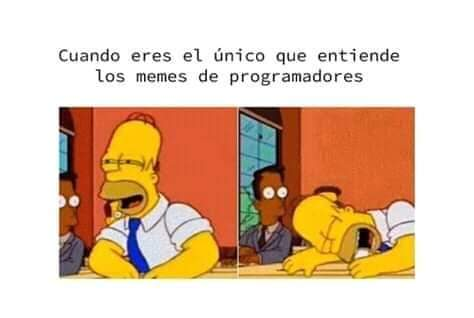 Cuando eres el único que entiende
los memes de programadores